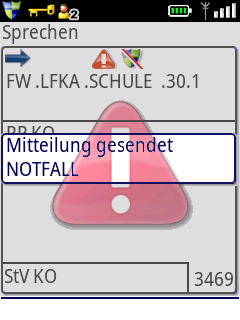 2
Sprechen
FW .LFKA .SCHULE .30.1
Mitteilung gesendet
NOTFALL
StV KO
3469